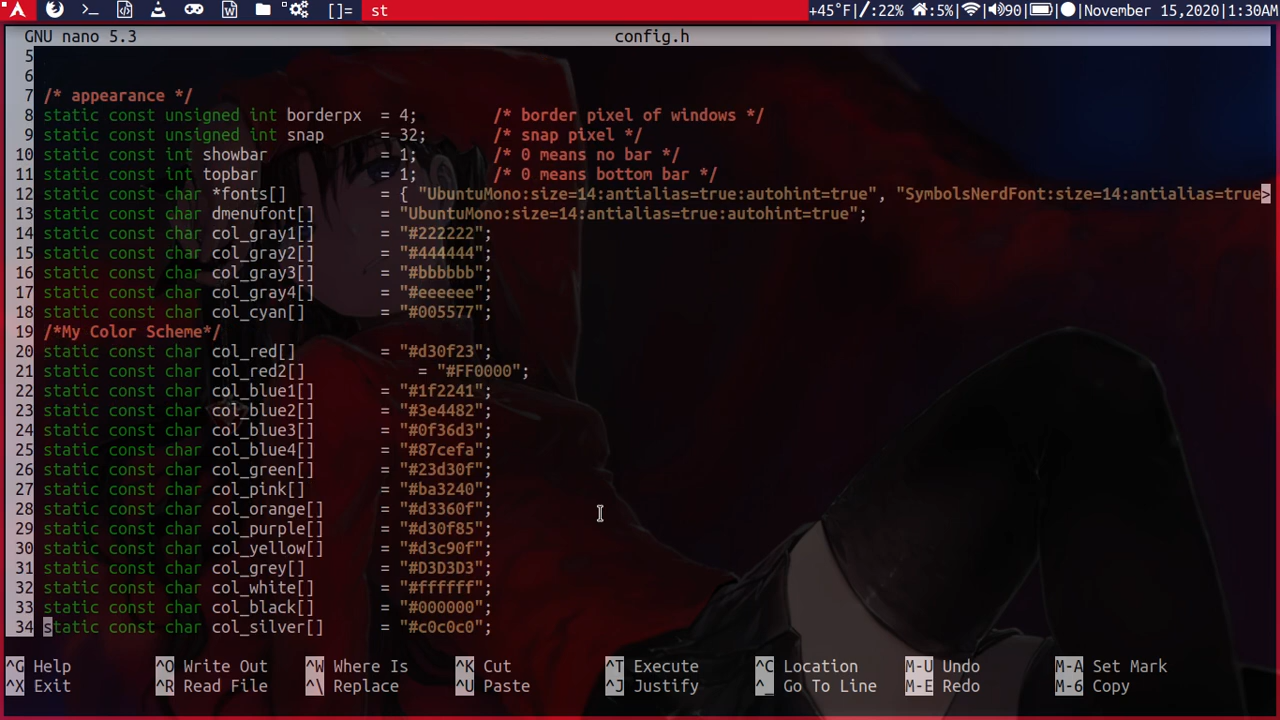 []= st +45°F|/:22% :5%| |90| | |November 15,2020|1:30AM
GNU nano 5.3 config.h
5
6
7 /* appearance */
8 static const unsigned int borderpx = 4; /* border pixel of windows */
9 static const unsigned int snap = 32; /* snap pixel */
10 static const int showbar = 1; /* 0 means no bar */
11 static const int topbar = 1; /* 0 means bottom bar */
12 static const char *fonts[] = { "UbuntuMono:size=14:antialias=true:autohint=true", "SymbolsNerdFont:size=14:antialias=true>
13 static const char dmenufont[] = "UbuntuMono:size=14:antialias=true:autohint=true";
14 static const char col_gray1[] = "#222222";
15 static const char col_gray2[] = "#444444";
16 static const char col_gray3[] = "#bbbbbb";
17 static const char col_gray4[] = "#eeeeee";
18 static const char col_cyan[] = "#005577";
19 /*My Color Scheme*/
20 static const char col_red[] = "#d30f23";
21 static const char col_red2[] = "#FF0000";
22 static const char col_blue1[] = "#1f2241";
23 static const char col_blue2[] = "#3e4482";
24 static const char col_blue3[] = "#0f36d3";
25 static const char col_blue4[] = "#87cefa";
26 static const char col_green[] = "#23d30f";
27 static const char col_pink[] = "#ba3240";
28 static const char col_orange[] = "#d3360f";
29 static const char col_purple[] = "#d30f85";
30 static const char col_yellow[] = "#d3c90f";
31 static const char col_grey[] = "#D3D3D3";
32 static const char col_white[] = "#ffffff";
33 static const char col_black[] = "#000000";
34 static const char col_silver[] = "#c0c0c0";
^G Help ^O Write Out ^W Where Is ^K Cut ^T Execute ^C Location M-U Undo M-A Set Mark
^X Exit ^R Read File ^\ Replace ^U Paste ^J Justify ^_ Go To Line M-E Redo M-6 Copy